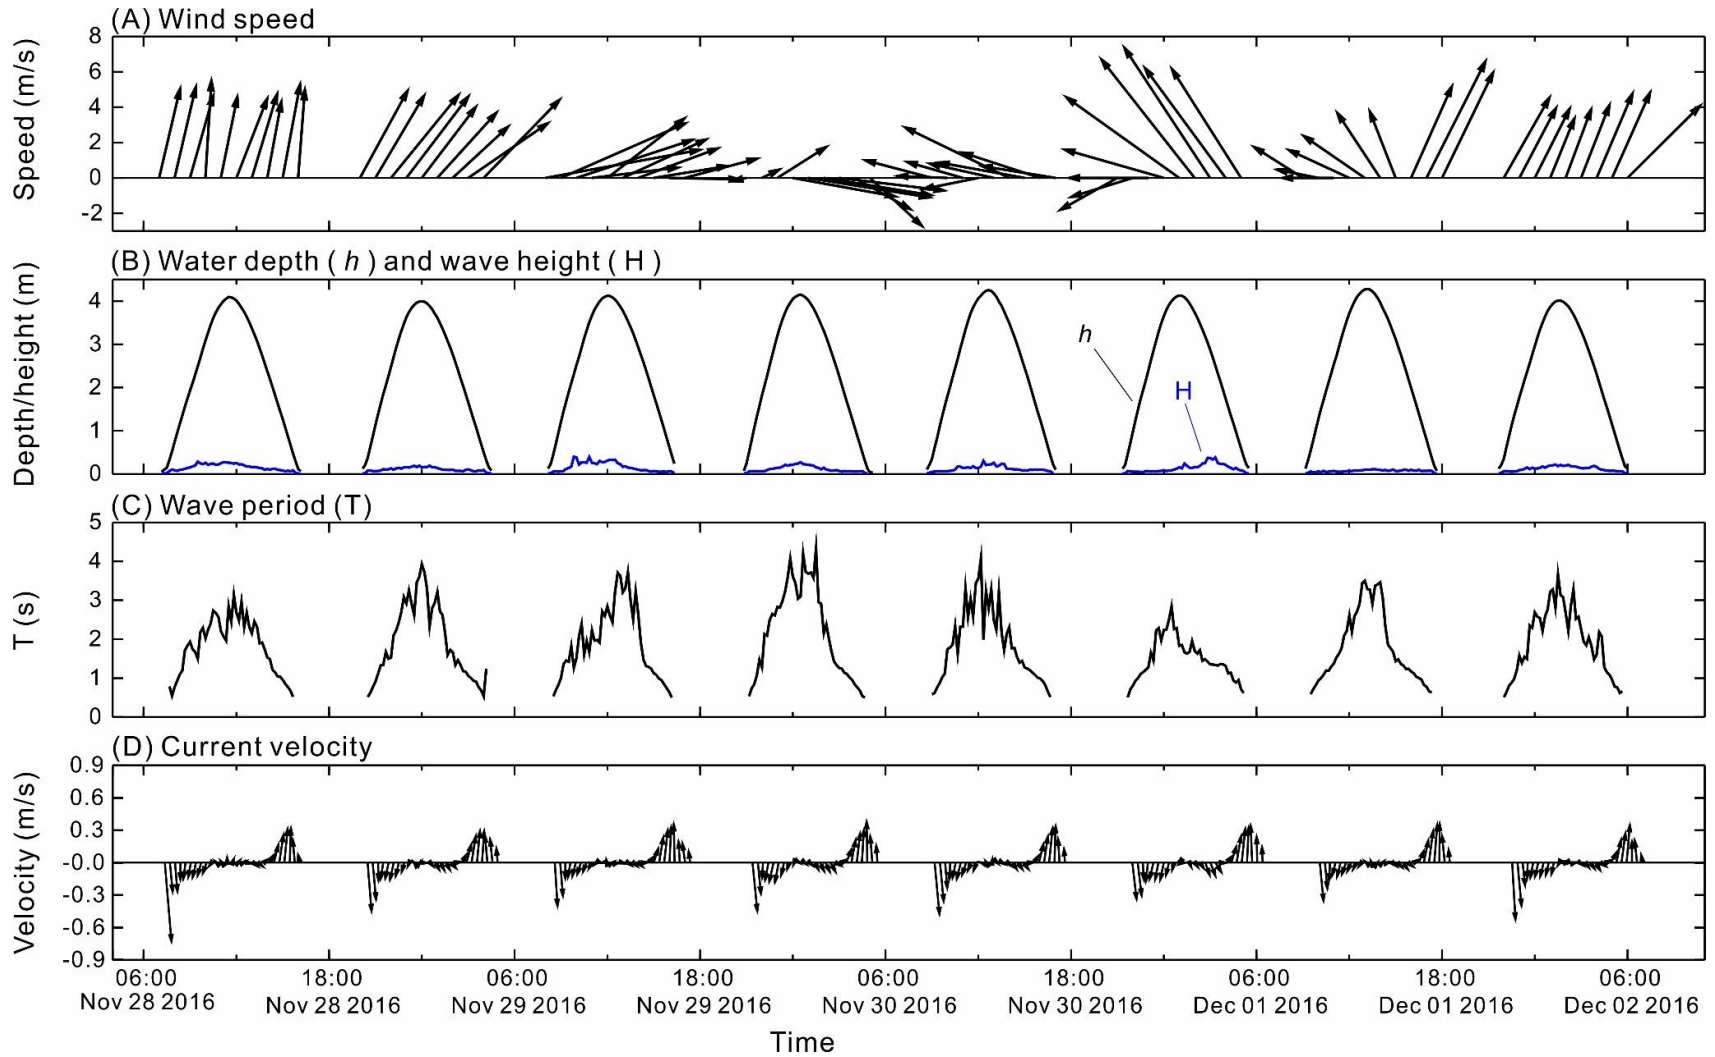 (A) Wind speed
Speed (m/s)
8
6
4
2
0
-2
(B) Water depth ( h ) and wave height ( H )
Depth/height (m)
4
3
2
1
0
h
H
(C) Wave period (T)
T (s)
5
4
3
2
1
0
(D) Current velocity
Velocity (m/s)
0.9
0.6
0.3
-0.0
-0.3
-0.6
-0.9
06:00 18:00 06:00 18:00 06:00 18:00 06:00 18:00 06:00
Nov 28 2016 Nov 28 2016 Nov 29 2016 Nov 29 2016 Nov 30 2016 Nov 30 2016 Dec 01 2016 Dec 01 2016 Dec 02 2016
Time